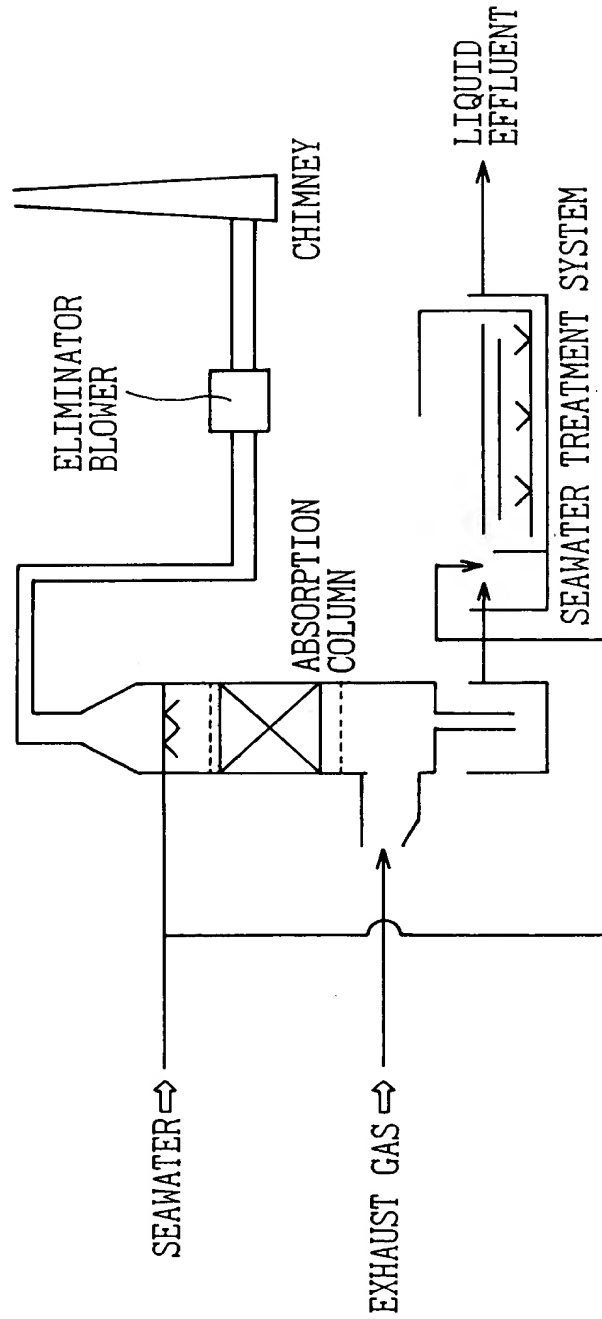 SEAWATER
EXHAUST GAS
ABSORPTION
COLUMN
ELIMINATOR
BLOWER
CHIMNEY
SEAWATER TREATMENT SYSTEM
LIQUID
EFFLUENT